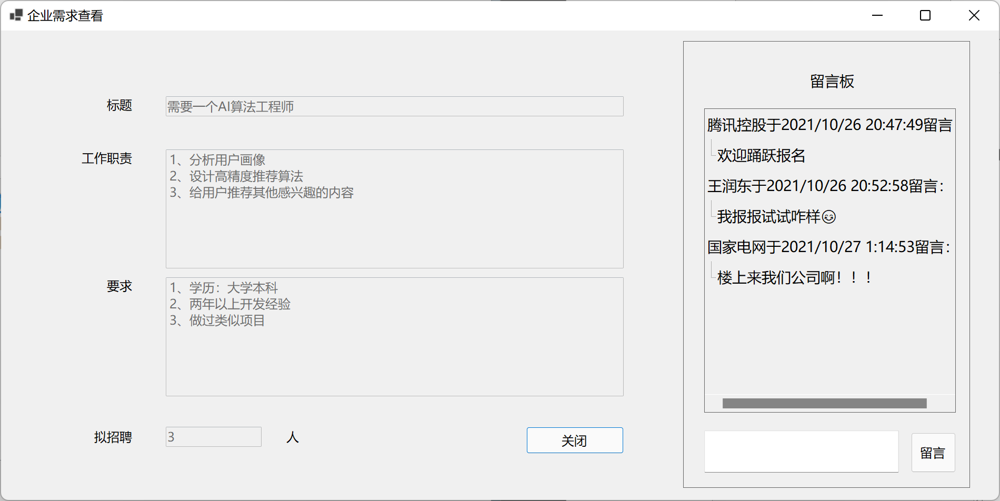 企业需求查看
标题
需要一个AI算法工程师
工作职责
1、分析用户画像
2、设计高精度推荐算法
3、给用户推荐其他感兴趣的内容
要求
1、学历：大学本科
2、两年以上开发经验
3、做过类似项目
拟招聘
3
人
关闭
留言板
腾讯控股于2021/10/26 20:47:49留言
欢迎踊跃报名
王润东于2021/10/26 20:52:58留言：
我报报试试咋样😊
国家电网于2021/10/27 1:14:53留言：
楼上来我们公司啊！！！
留言